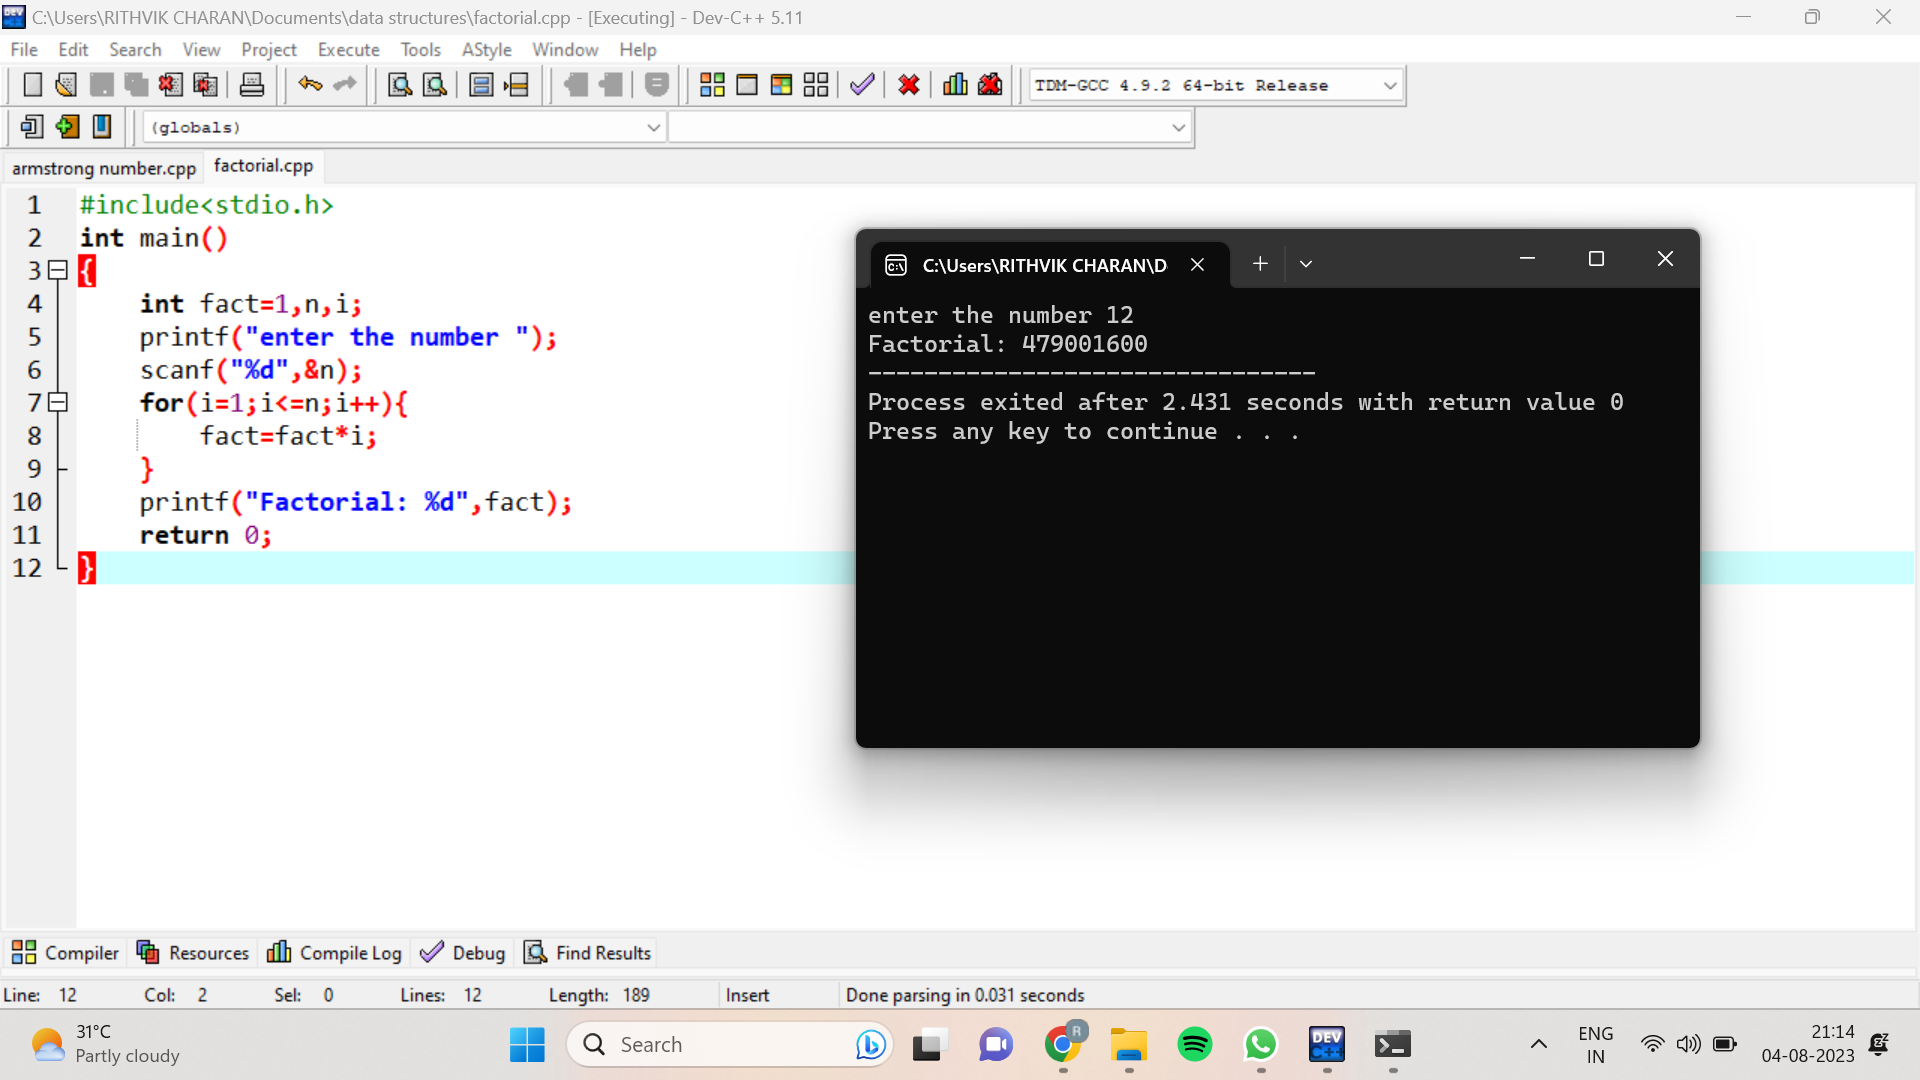 C:\Users\RITHVIK CHARAN\Documents\data structures\factorial.cpp - [Executing] - Dev-C++ 5.11
File Edit Search View Project Execute Tools AStyle Window Help
TDM-GCC 4.9.2 64-bit Release
(globals)
armstrong number.cpp factorial.cpp
1 #include<stdio.h>
2 int main()
3 {
4 int fact=1,n,i;
5 printf("enter the number ");
6 scanf("%d",&n);
7 for(i=1;i<=n;i++){
8 fact=fact*i;
9 }
10 printf("Factorial: %d",fact);
11 return 0;
12 }
C:\Users\RITHVIK CHARAN\D
enter the number 12
Factorial: 479001600
--------------------------------
Process exited after 2.431 seconds with return value 0
Press any key to continue . . .
Compiler Resources Compile Log Debug Find Results
Line: 12 Col: 2 Sel: 0 Lines: 12 Length: 189 Insert Done parsing in 0.031 seconds
31°C
Partly cloudy
Search
R
DEV
C++
ENG
IN
21:14
04-08-2023